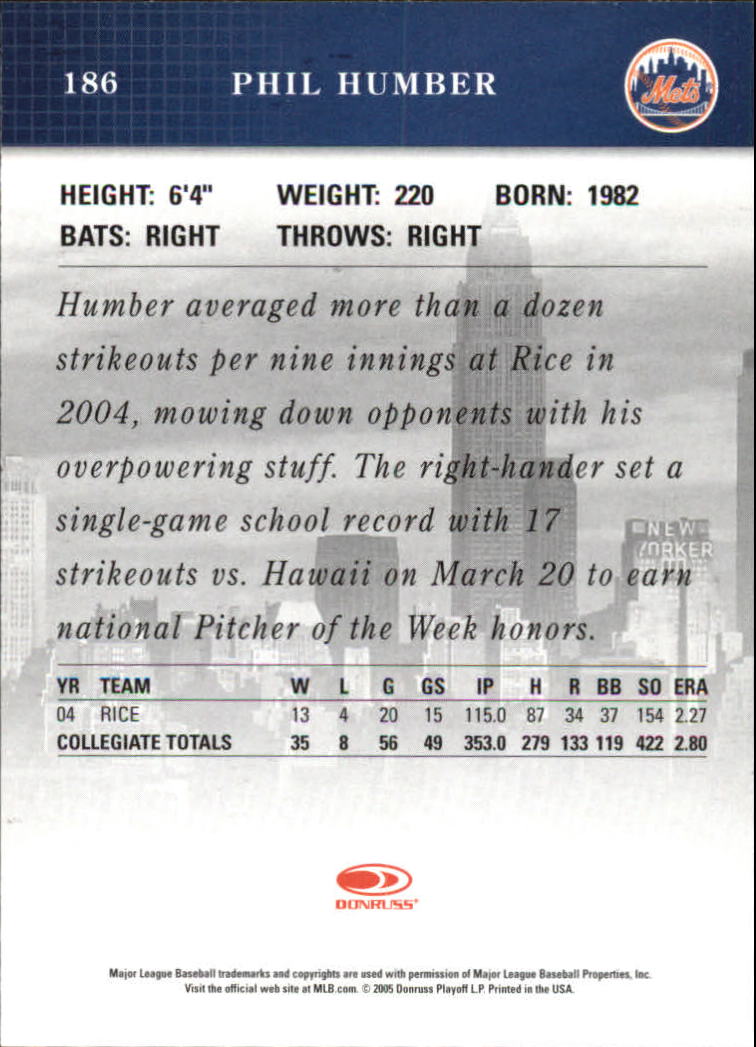 186 PHIL HUMBER Mets
HEIGHT: 6'4" WEIGHT: 220 BORN: 1982
BATS: RIGHT THROWS: RIGHT
Humber averaged more than a dozen
strikeouts per nine innings at Rice in
2004, mowing down opponents with his
overpowering stuff. The right-hander set a
single-game school record with 17
NEW
YORKER
strikeouts vs. Hawaii on March 20 to earn
national Pitcher of the Week honors.
YR TEAM W L G GS IP H R BB SO ERA
04 RICE 13 4 20 15 115.0 87 34 37 154 2.27
COLLEGIATE TOTALS 35 8 56 49 353.0 279 133 119 422 2.80
DONRUSS
Major League Baseball trademarks and copyrights are used with permission of Major League Baseball Properties, Inc.
Visit the official web site at MLB.com. © 2005 Donruss Playoff L.P. Printed in the USA.